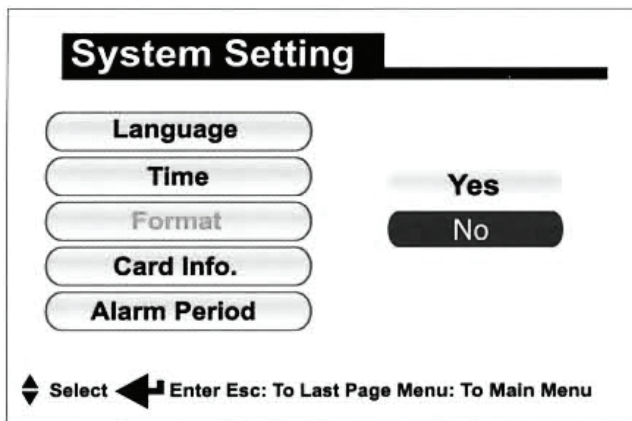 System Setting
Language
Time
Format
Card Info.
Alarm Period
Yes
No
Select Enter Esc: To Last Page Menu: To Main Menu